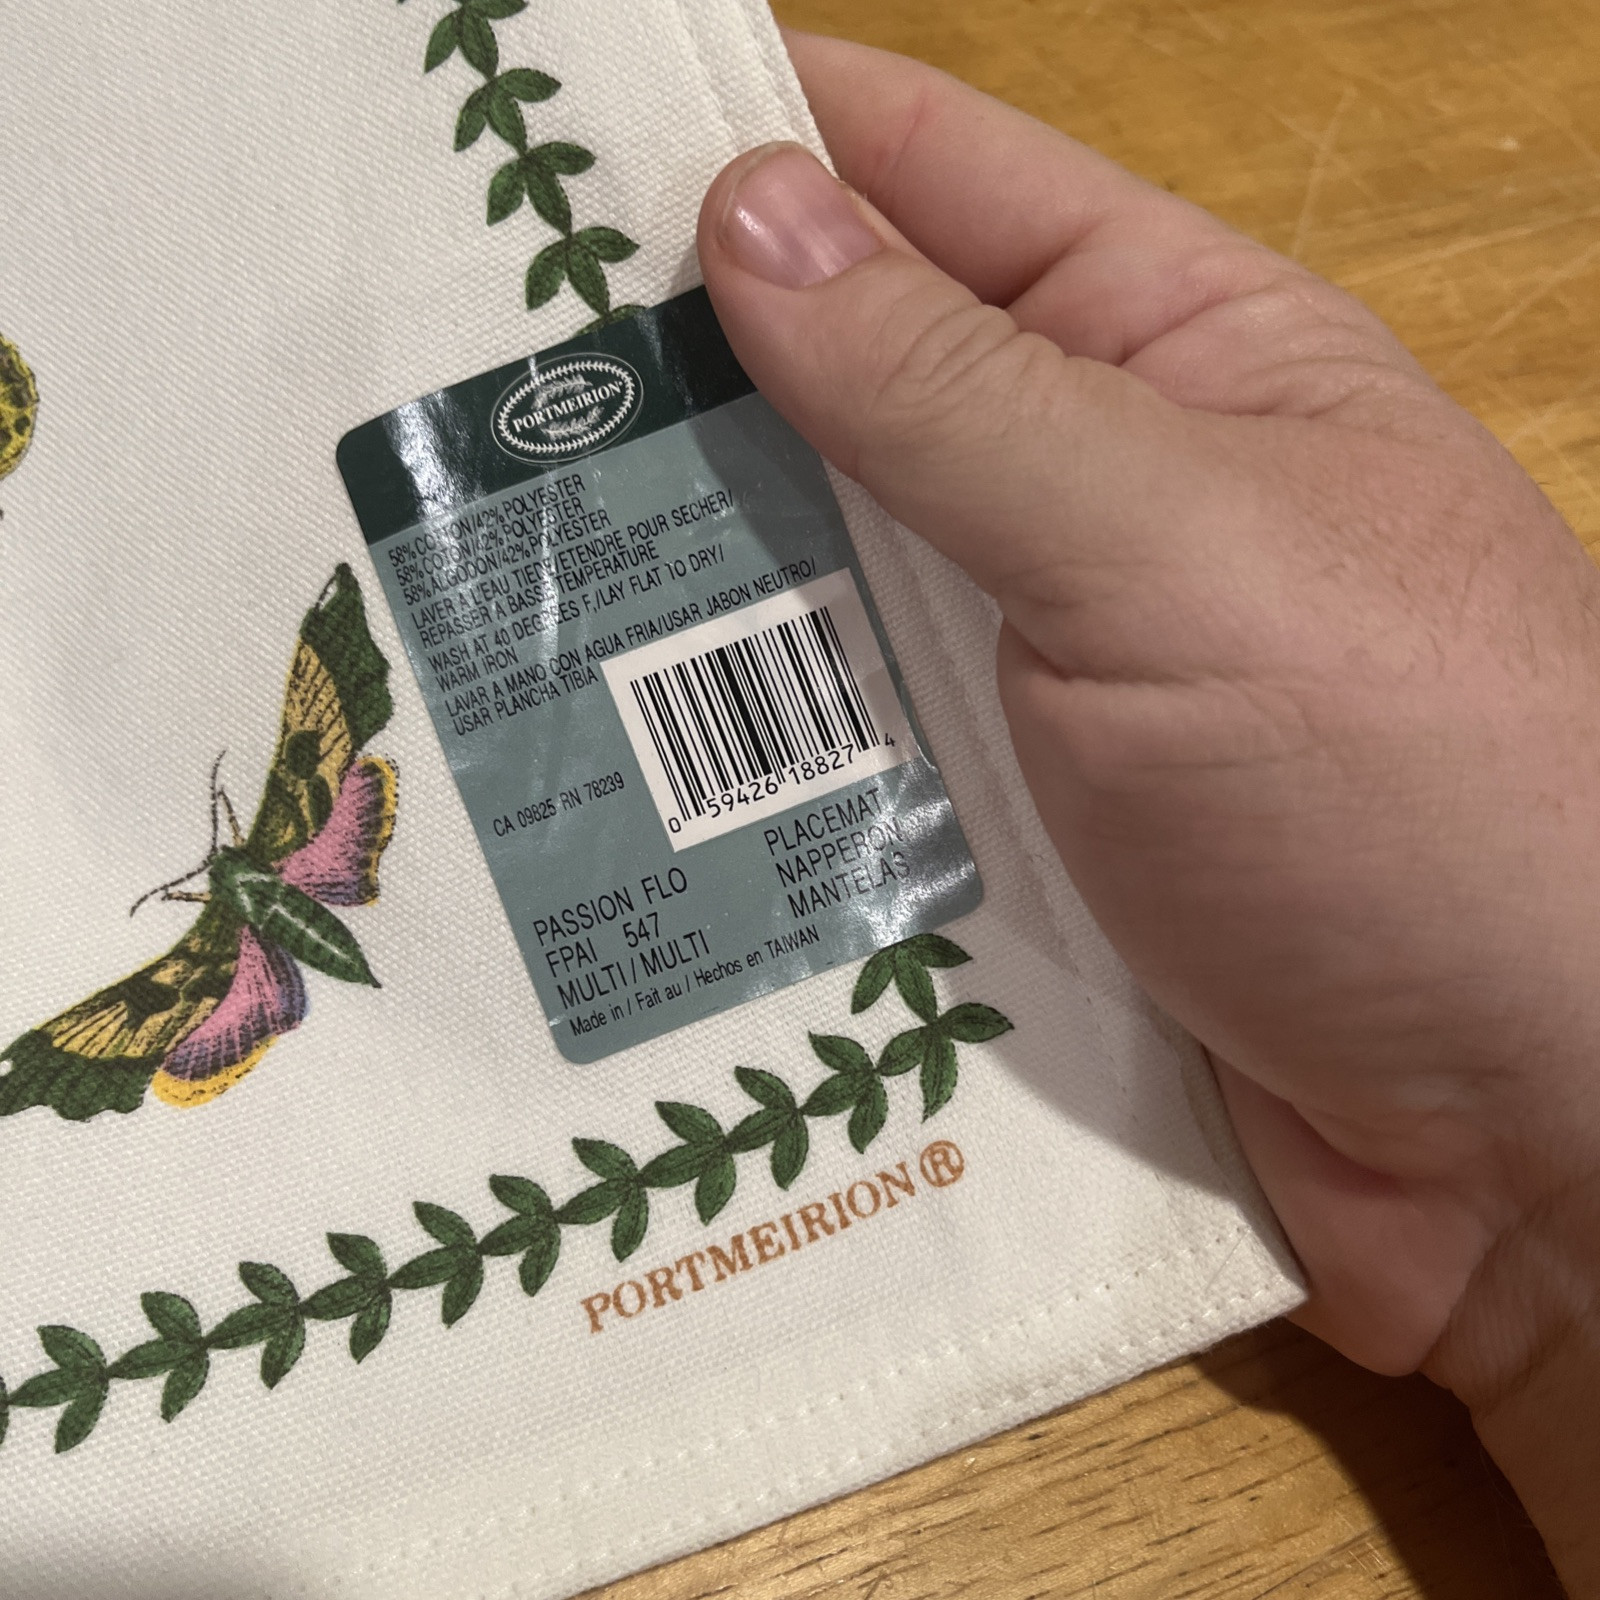 PORTMEIRION
58% COTTON/42% POLYESTER
58% COTON/42% POLYESTER
58% ALGODON/42% POLYESTER
LAVER A L'EAU TIEDE/ETENDRE POUR SECHER/
REPASSER A BASSE TEMPERATURE
WASH AT 40 DEGREES F./LAY FLAT TO DRY/
WARM IRON
LAVAR A MANO CON AGUA FRIA/USAR JABON NEUTRO/
USAR PLANCHA TIBIA
0 59426 18827 4
CA 09825 RN 78239
PLACEMAT
NAPPERON
MANTELAS
PASSION FLO
FPAI 547
MULTI/MULTI
Made in / Fait au / Hechos en TAIWAN
PORTMEIRION®